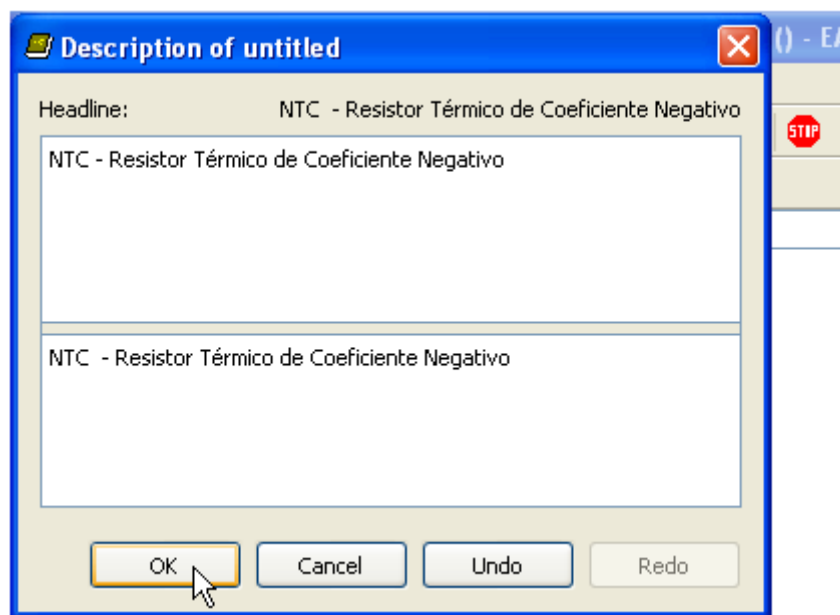 Description of untitled
() - EA
Headline: NTC  - Resistor Térmico de Coeficiente Negativo
STOP
NTC - Resistor Térmico de Coeficiente Negativo
NTC  - Resistor Térmico de Coeficiente Negativo
OK Cancel Undo Redo